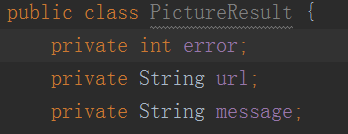 public class PictureResult {
private int error;
private String url;
private String message;